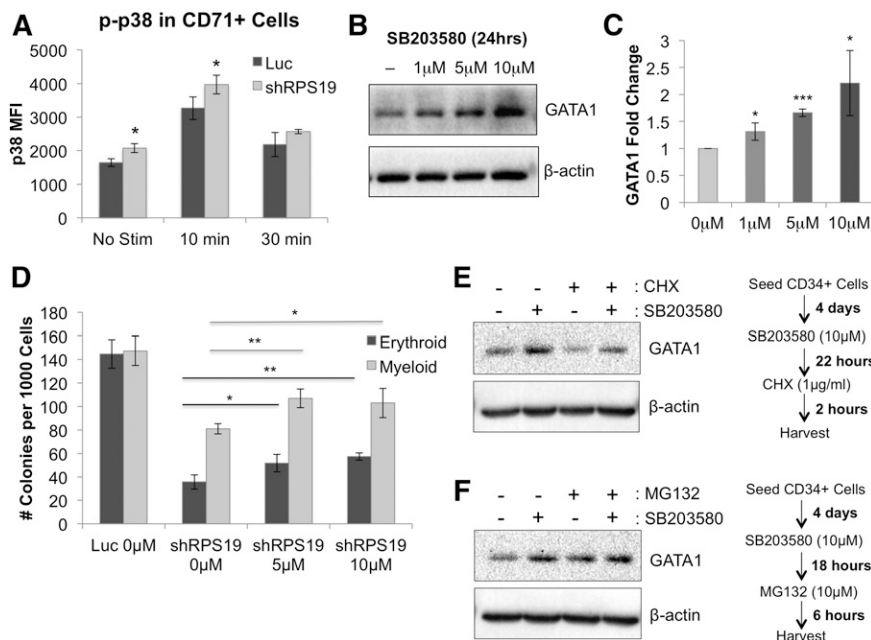 A
p-p38 in CD71+ Cells
p38 MFI
5000
4000
3000
2000
1000
0
Luc
shRPS19
*
*
No Stim
10 min
30 min
B
SB203580 (24hrs)
– 1µM 5µM 10µM
GATA1
β-actin
C
GATA1 Fold Change
3
2.5
2
1.5
1
0.5
0
*
***
*
0µM
1µM
5µM
10µM
D
# Colonies per 1000 Cells
180
160
140
120
100
80
60
40
20
0
Erythroid
Myeloid
*
**
**
*
Luc 0µM
shRPS19 0µM
shRPS19 5µM
shRPS19 10µM
E
- - + + : CHX
- + - + : SB203580
GATA1
β-actin
Seed CD34+ Cells
4 days
SB203580 (10µM)
22 hours
CHX (1µg/ml)
2 hours
Harvest
F
- - + + : MG132
- + - + : SB203580
GATA1
β-actin
Seed CD34+ Cells
4 days
SB203580 (10µM)
18 hours
MG132 (10µM)
6 hours
Harvest